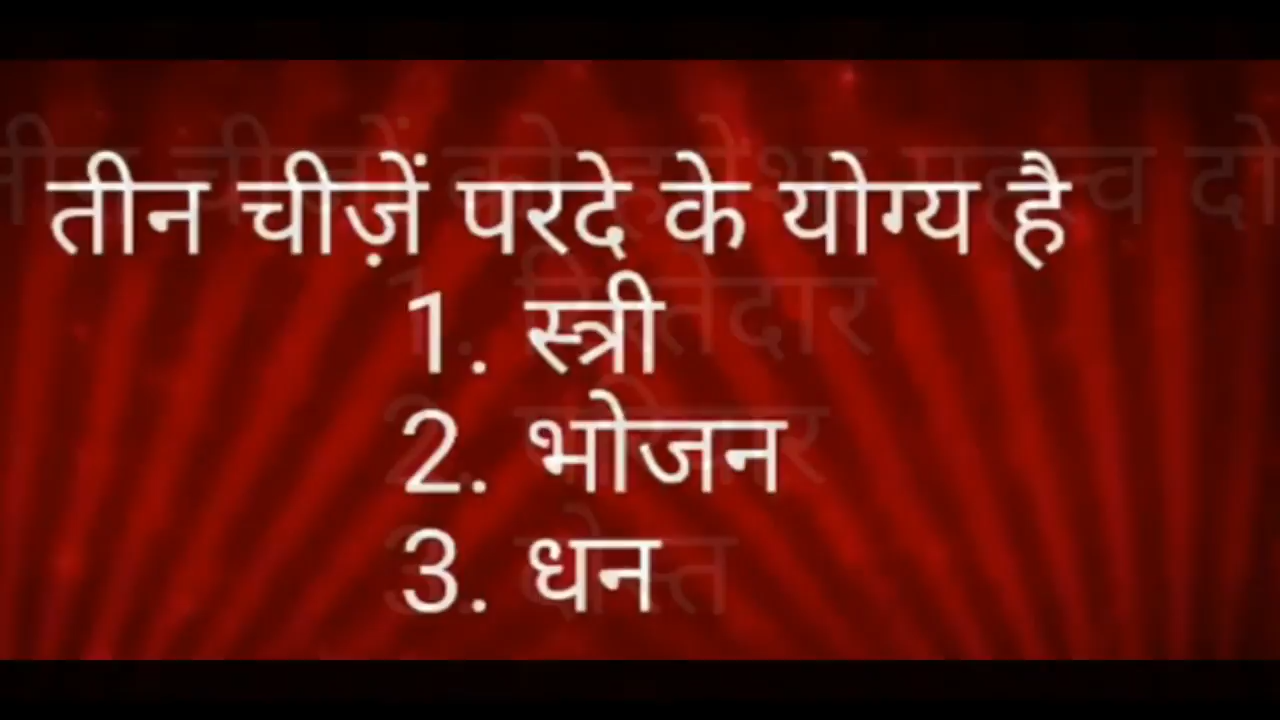 तीन चीज़ें परदे के योग्य है
1. स्त्री
2. भोजन
3. धन